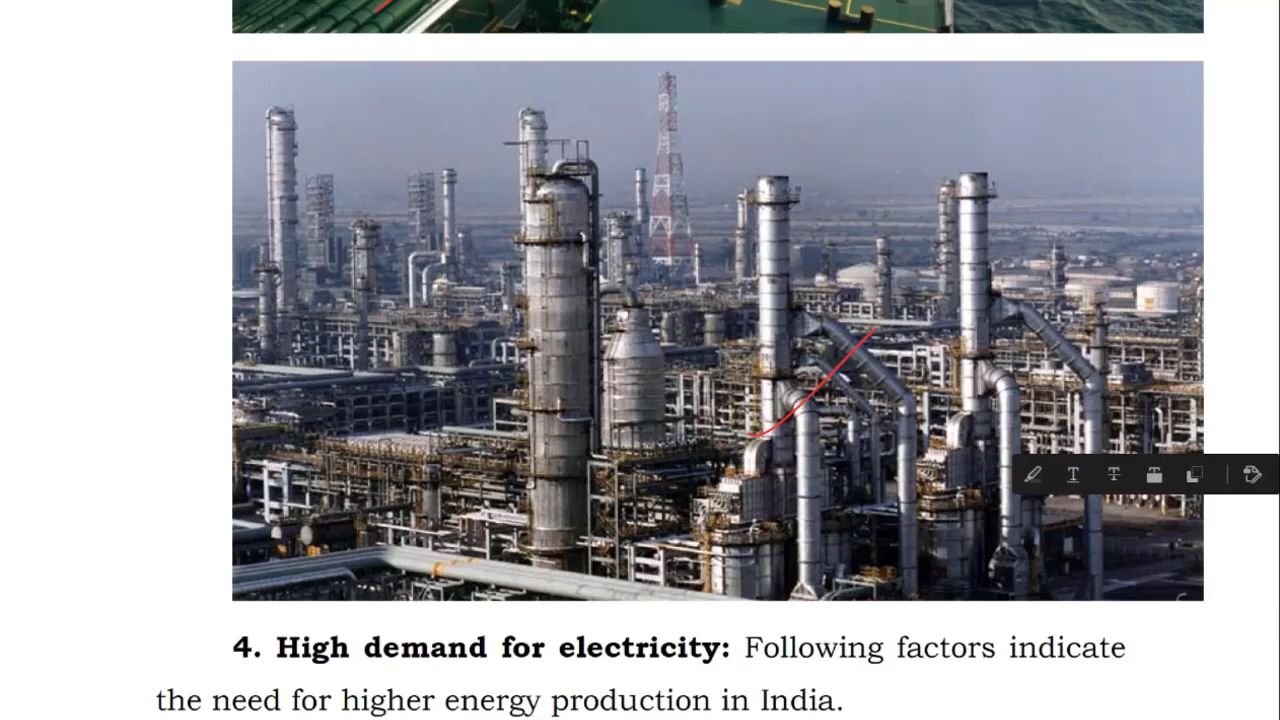 4. High demand for electricity: Following factors indicate
the need for higher energy production in India.